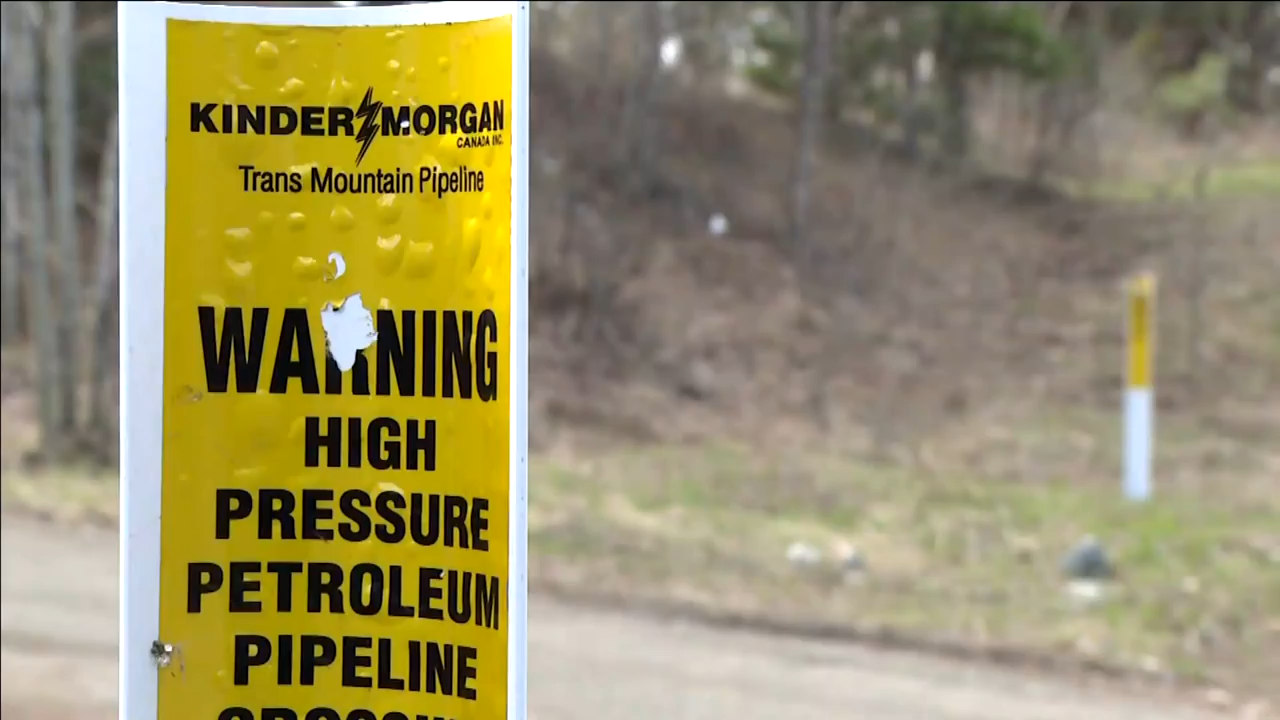 KINDER MORGAN
CANADA INC.
Trans Mountain Pipeline
WARNING
HIGH
PRESSURE
PETROLEUM
PIPELINE